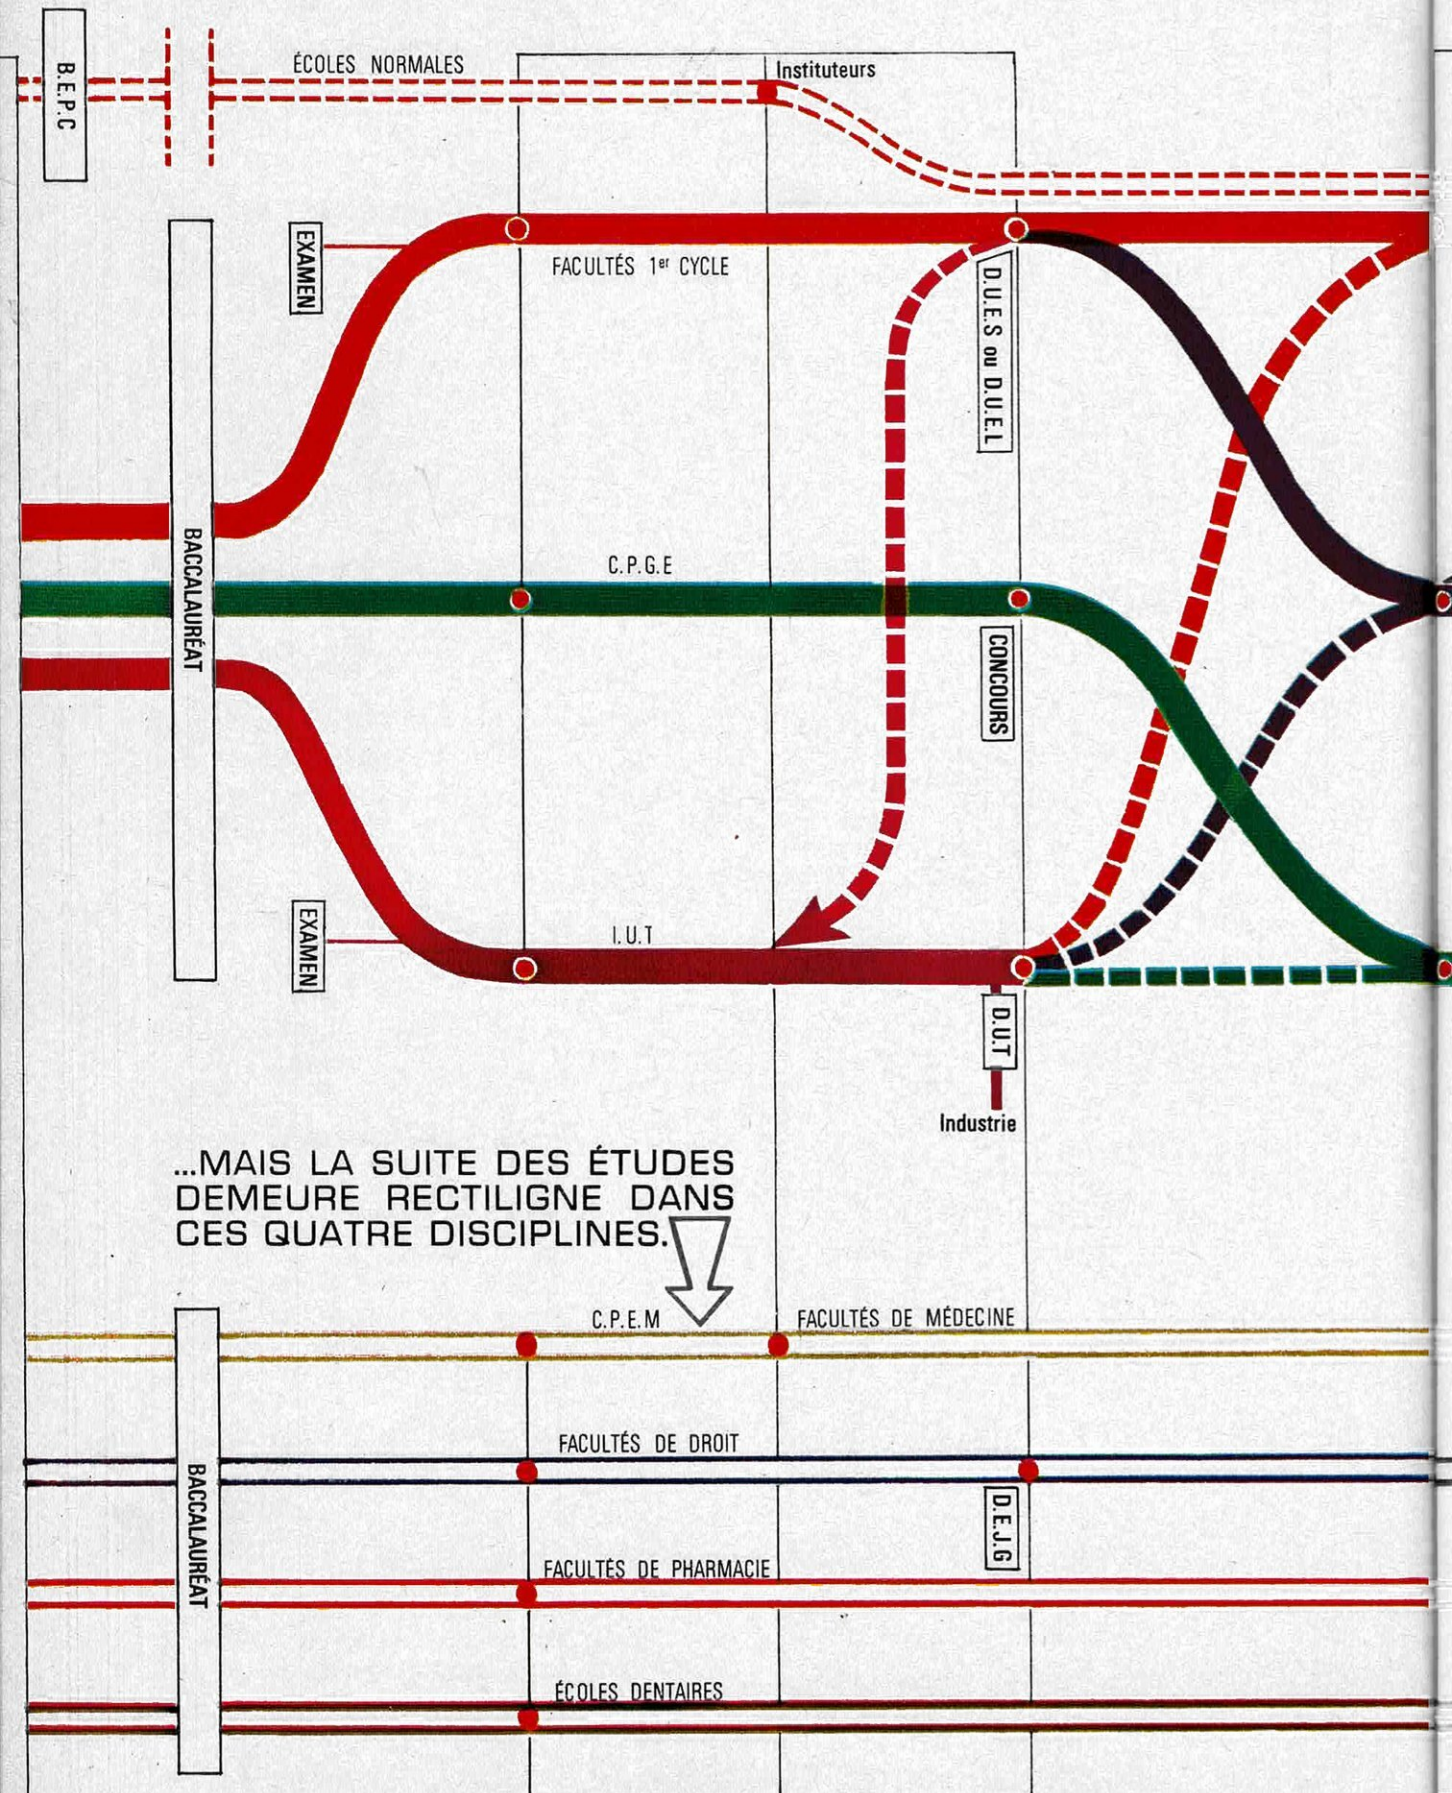 B.E.P.C
ÉCOLES NORMALES
Instituteurs
EXAMEN
FACULTÉS 1er CYCLE
D.U.E.S ou D.U.E.L
BACCALAURÉAT
C.P.G.E
CONCOURS
EXAMEN
I.U.T
D.U.T
Industrie
...MAIS LA SUITE DES ÉTUDES
DEMEURE RECTILIGNE DANS
CES QUATRE DISCIPLINES.
C.P.E.M
FACULTÉS DE MÉDECINE
BACCALAURÉAT
FACULTÉS DE DROIT
D.E.J.G
FACULTÉS DE PHARMACIE
ÉCOLES DENTAIRES